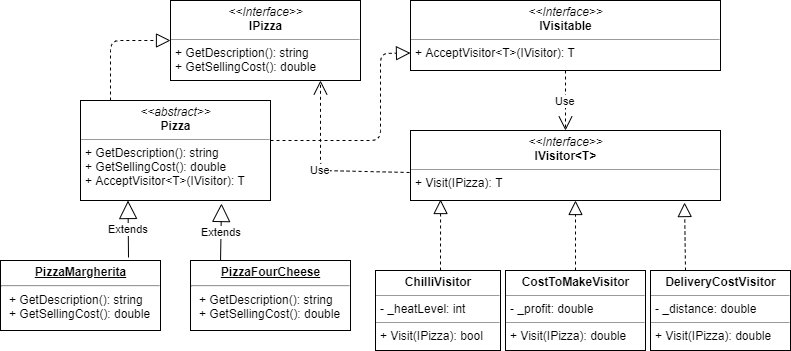 <<Interface>>
IPizza
+ GetDescription(): string
+ GetSellingCost(): double
<<Interface>>
IVisitable
+ AcceptVisitor<T>(IVisitor): T
Use
<<abstract>>
Pizza
+ GetDescription(): string
+ GetSellingCost(): double
+ AcceptVisitor<T>(IVisitor): T
Use
<<Interface>>
IVisitor<T>
+ Visit(IPizza): T
Extends
Extends
PizzaMargherita
+ GetDescription(): string
+ GetSellingCost(): double
PizzaFourCheese
+ GetDescription(): string
+ GetSellingCost(): double
ChilliVisitor
- _heatLevel: int
+ Visit(IPizza): bool
CostToMakeVisitor
- _profit: double
+ Visit(IPizza): double
DeliveryCostVisitor
- _distance: double
+ Visit(IPizza): double